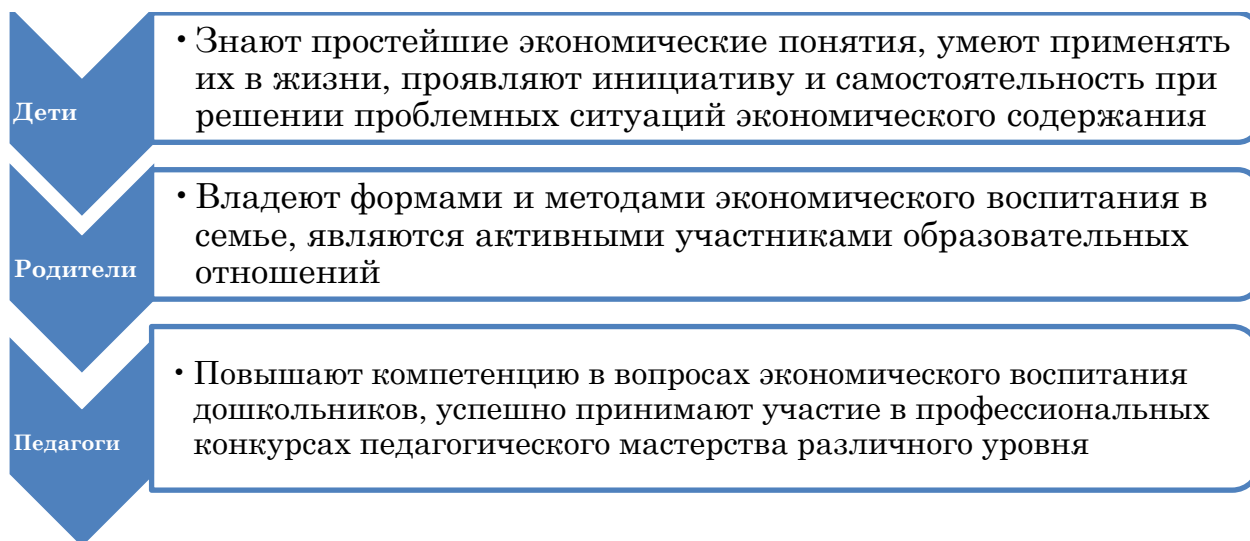 Дети
• Знают простейшие экономические понятия, умеют применять
их в жизни, проявляют инициативу и самостоятельность при
решении проблемных ситуаций экономического содержания
Родители
• Владеют формами и методами экономического воспитания в
семье, являются активными участниками образовательных
отношений
Педагоги
• Повышают компетенцию в вопросах экономического воспитания
дошкольников, успешно принимают участие в профессиональных
конкурсах педагогического мастерства различного уровня